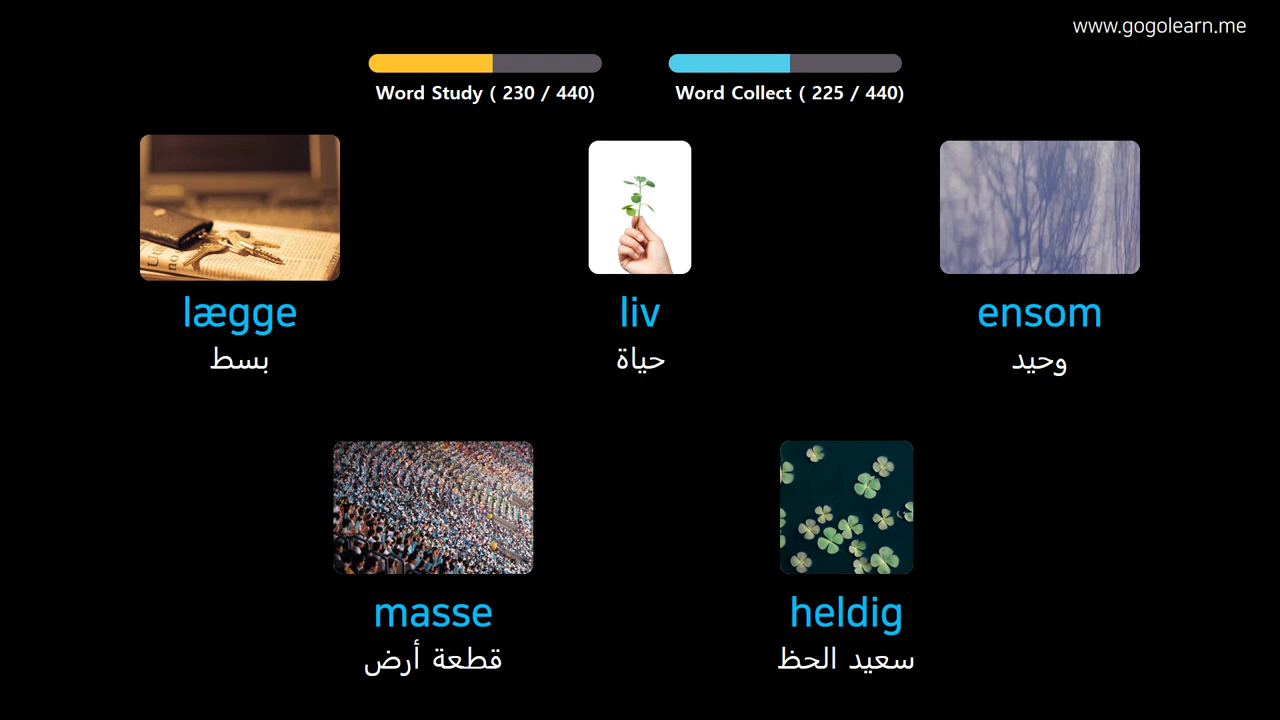 www.gogolearn.me
Word Study ( 230 / 440)
Word Collect ( 225 / 440)
lægge
بسط
liv
حياة
ensom
وحيد
masse
قطعة أرض
heldig
سعيد الحظ